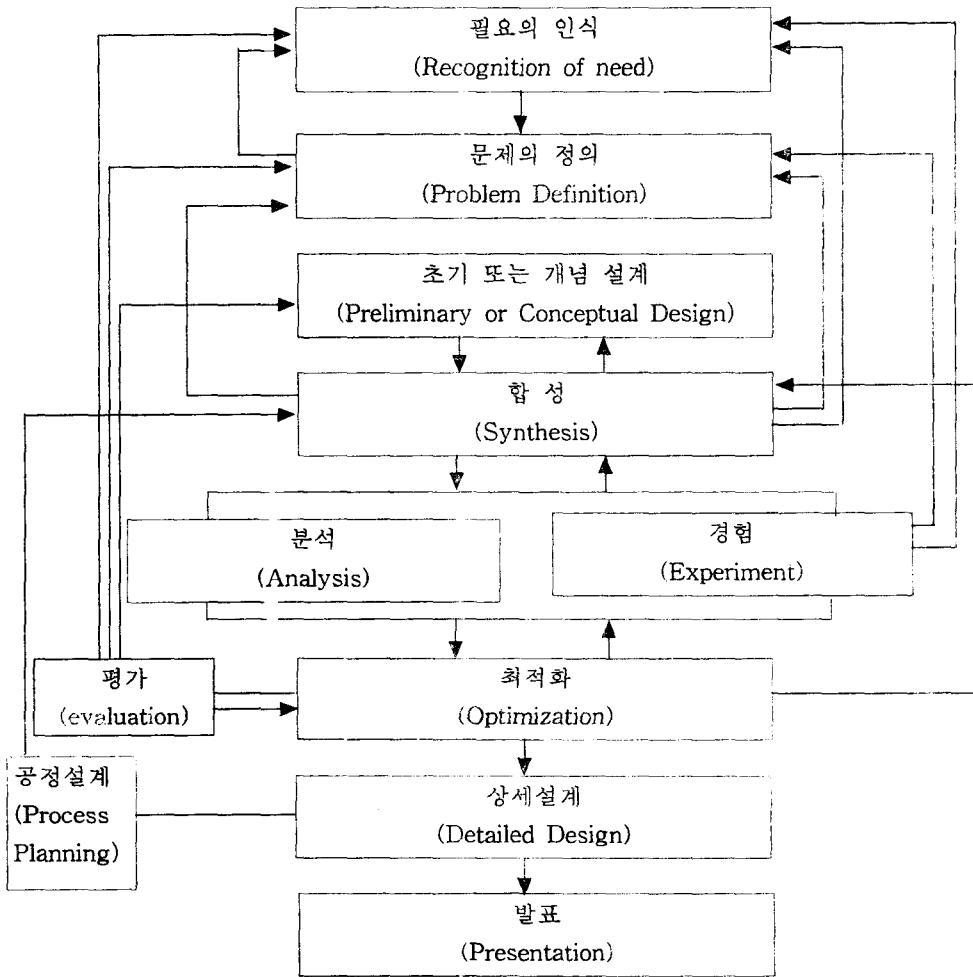 필요의 인식
(Recognition of need)
문제의 정의
(Problem Definition)
초기 또는 개념 설계
(Preliminary or Conceptual Design)
합 성
(Synthesis)
분석
(Analysis)
경험
(Experiment)
평가
(evaluation)
최적화
(Optimization)
공정설계
(Process
Planning)
상세설계
(Detailed Design)
발표
(Presentation)